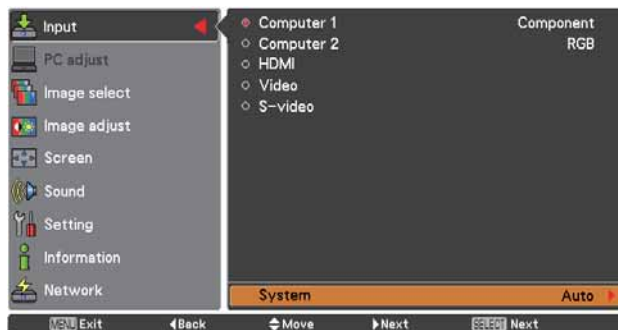 Input
PC adjust
Image select
Image adjust
Screen
Sound
Setting
Information
Network
Computer 1 Component
Computer 2 RGB
HDMI
Video
S-video
System Auto
MENU Exit Back Move Next SELECT Next